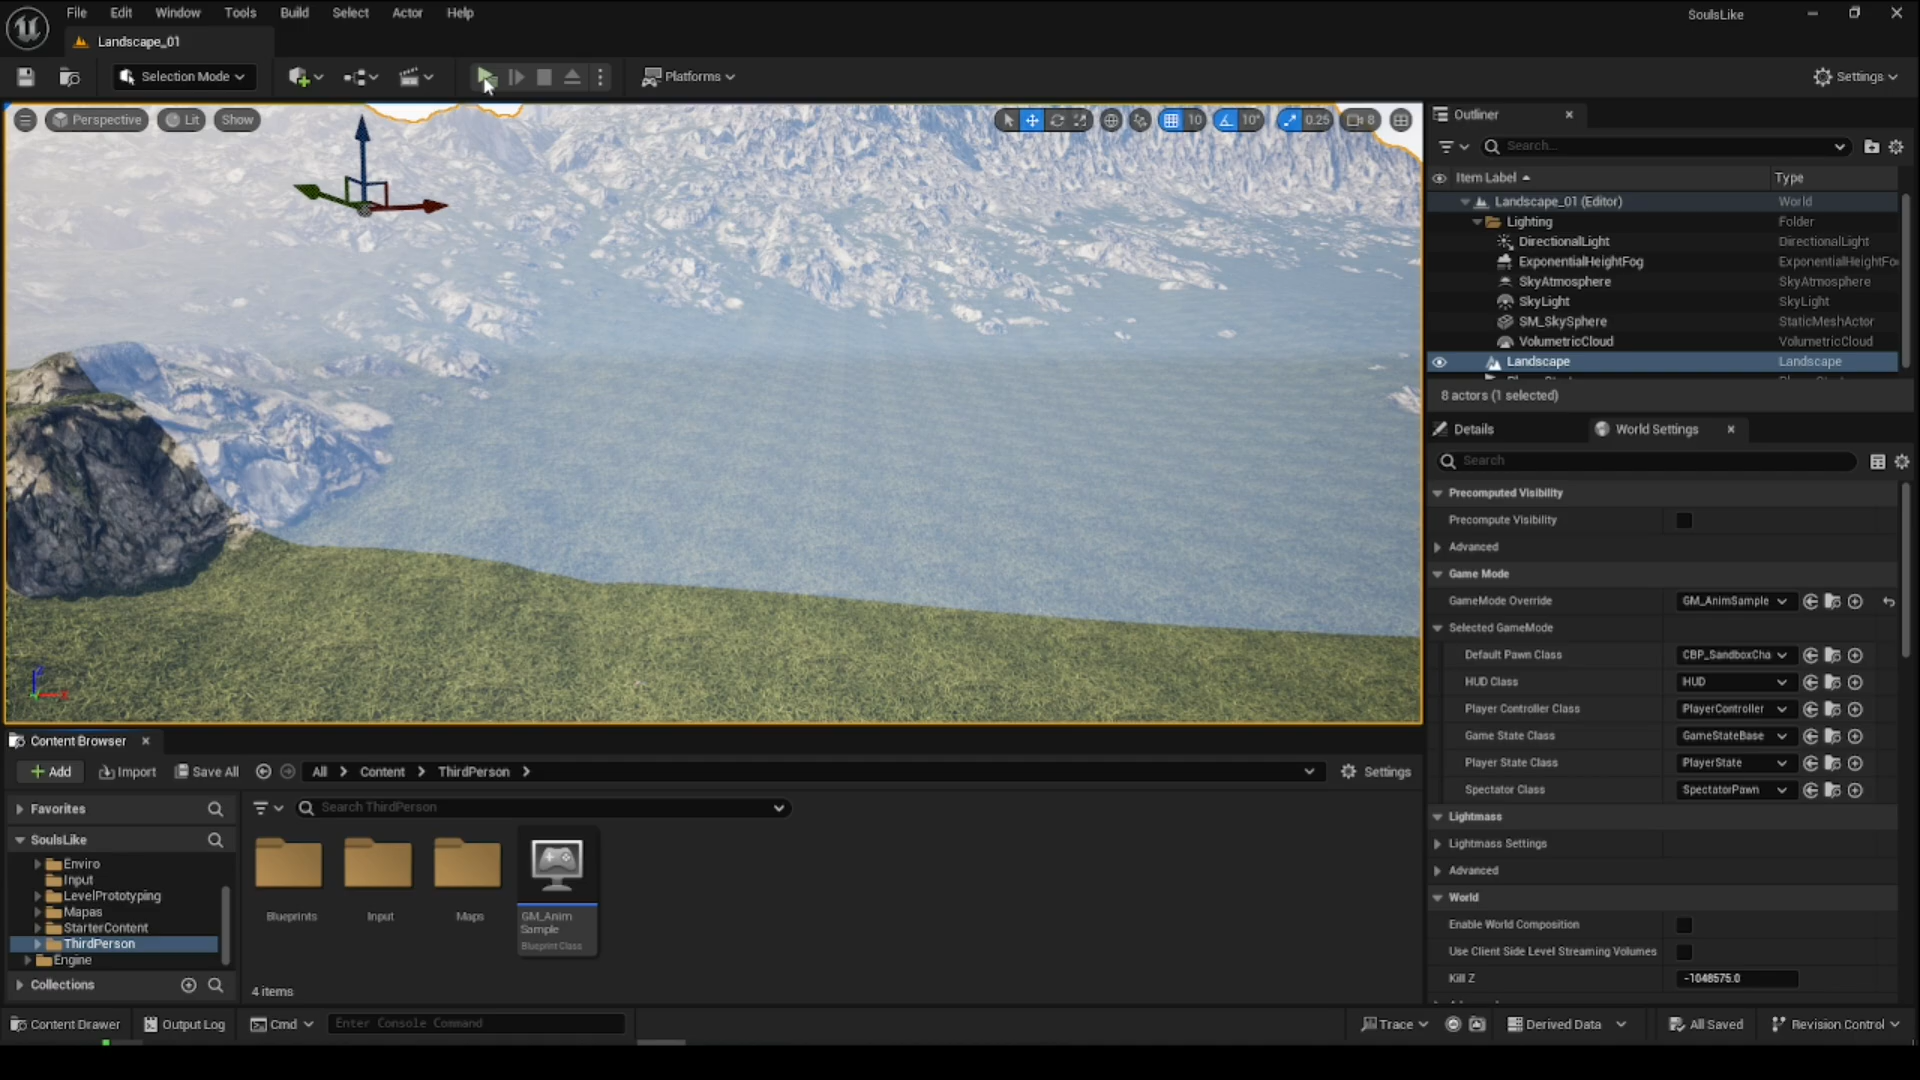 File Edit Window Tools Build Select Actor Help
SoulsLike
Landscape_01
Selection Mode
Platforms
Settings
Perspective Lit Show
10 10° 0.25 8
Outliner
Search...
Item Label Type
Landscape_01 (Editor) World
Lighting Folder
DirectionalLight DirectionalLight
ExponentialHeightFog ExponentialHeightFo
SkyAtmosphere SkyAtmosphere
SkyLight SkyLight
SM_SkySphere StaticMeshActor
VolumetricCloud VolumetricCloud
Landscape Landscape
8 actors (1 selected)
Details World Settings
Search
Precomputed Visibility
Precompute Visibility
Advanced
Game Mode
GameMode Override GM_AnimSample
Selected GameMode
Default Pawn Class CBP_SandboxCha
HUD Class HUD
Player Controller Class PlayerController
Game State Class GameStateBase
Player State Class PlayerState
Spectator Class SpectatorPawn
Lightmass
Lightmass Settings
Advanced
World
Enable World Composition
Use Client Side Level Streaming Volumes
Kill Z -1048575.0
Content Browser
Add Import Save All All Content ThirdPerson Settings
Favorites
Search ThirdPerson
SoulsLike
Enviro
Input
LevelPrototyping
Mapas
StarterContent
ThirdPerson
Engine
Collections
Blueprints Input Maps
GM_Anim
Sample
Blueprint Class
4 items
Content Drawer Output Log Cmd Enter Console Command
Trace Derived Data All Saved Revision Control